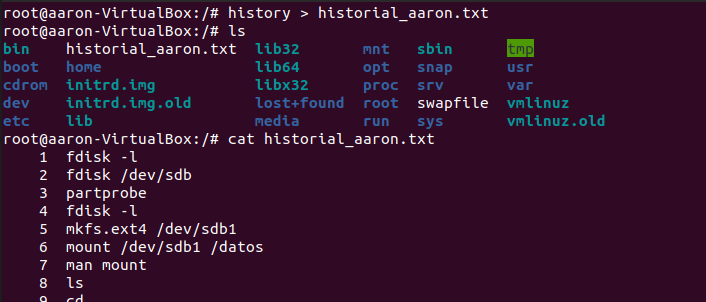 root@aaron-VirtualBox:/# history > historial_aaron.txt
root@aaron-VirtualBox:/# ls
bin historial_aaron.txt lib32 mnt sbin tmp
boot home lib64 opt snap usr
cdrom initrd.img libx32 proc srv var
dev initrd.img.old lost+found root swapfile vmlinuz
etc lib media run sys vmlinuz.old
root@aaron-VirtualBox:/# cat historial_aaron.txt
1 fdisk -l
2 fdisk /dev/sdb
3 partprobe
4 fdisk -l
5 mkfs.ext4 /dev/sdb1
6 mount /dev/sdb1 /datos
7 man mount
8 ls
9 cd